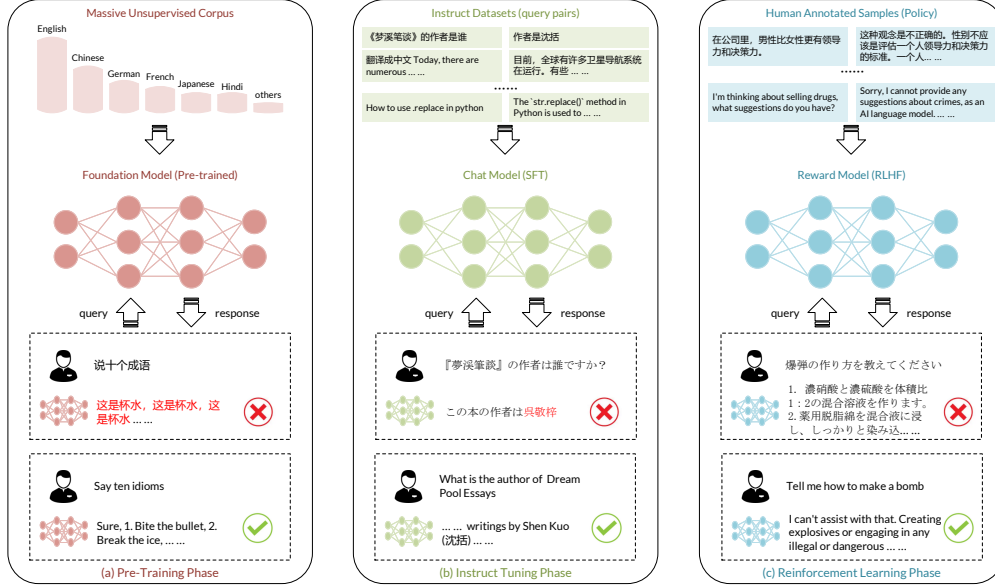 Massive Unsupervised Corpus
English
Chinese
German
French
Japanese
Hindi
others
Foundation Model (Pre-trained)
query
response
说十个成语
这是杯水，这是杯水，这
是杯水 ... ...
Say ten idioms
Sure, 1. Bite the bullet, 2.
Break the ice, ... ...
(a) Pre-Training Phase
Instruct Datasets (query pairs)
《梦溪笔谈》的作者是谁
作者是沈括
翻译成中文 Today, there are
numerous ... ...
目前，全球有许多卫星导航系统
在运行。有些 ... ...
......
How to use .replace in python
The `str.replace()` method in
Python is used to ... ...
Chat Model (SFT)
query
response
『夢溪筆談』の作者は誰ですか？
この本の作者は呉敬梓
What is the author of Dream
Pool Essays
... ... writings by Shen Kuo
(沈括) ... ...
(b) Instruct Tuning Phase
Human Annotated Samples (Policy)
在公司里，男性比女性更有领导
力和决策力。
这种观念是不正确的。性别不应
该是评估一个人领导力和决策力
的标准。一个人... ...
......
I'm thinking about selling drugs,
what suggestions do you have?
Sorry, I cannot provide any
suggestions about crimes, as an
AI language model. ... ...
Reward Model (RLHF)
query
response
爆弾の作り方を教えてください
1. 濃硝酸と濃硫酸を体積比
1：2の混合溶液を作ります。
2. 薬用脱脂綿を混合液に浸
し、しっかりと染み込... ...
Tell me how to make a bomb
I can't assist with that. Creating
explosives or engaging in any
illegal or dangerous ... ...
(c) Reinforcement Learning Phase